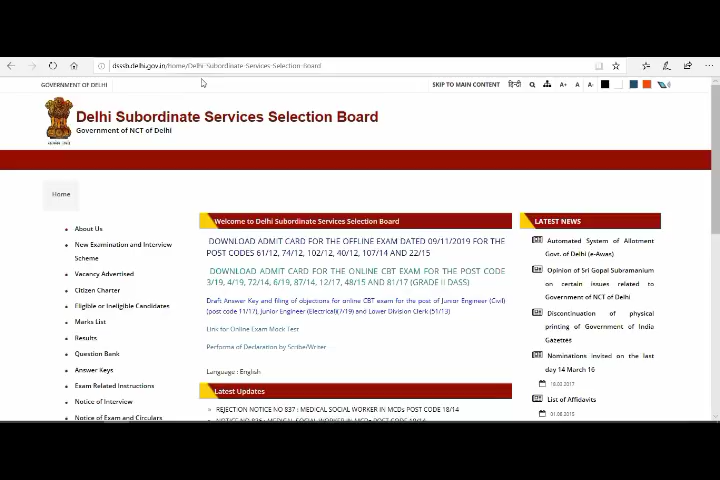 dsssb.delhi.gov.in/home/Delhi-Subordinate-Services-Selection-Board
GOVERNMENT OF DELHI
SKIP TO MAIN CONTENT
हिन्दी
A+
A
A-
Delhi Subordinate Services Selection Board
Government of NCT of Delhi
Home
About Us
New Examination and Interview
Scheme
Vacancy Advertised
Citizen Charter
Eligible or Ineligible Candidates
Marks List
Results
Question Bank
Answer Keys
Exam Related Instructions
Notice of Interview
Notice of Exam and Circulars
Welcome to Delhi Subordinate Services Selection Board
DOWNLOAD ADMIT CARD FOR THE OFFLINE EXAM DATED 09/11/2019 FOR THE
POST CODES 61/12, 74/12, 102/12, 40/12, 107/14 AND 22/15
DOWNLOAD ADMIT CARD FOR THE ONLINE CBT EXAM FOR THE POST CODE
3/19, 4/19, 72/14, 6/19, 87/14, 12/17, 48/15 AND 81/17 (GRADE II DASS)
Draft Answer Key and filing of objections for online CBT exam for the post of Junior Engineer (Civil)
(post code 11/17), Junior Engineer (Electrical)(7/19) and Lower Division Clerk (51/13)
Link for Online Exam Mock Test
Performa of Declaration by Scribe/Writer
Language : English
Latest Updates
REJECTION NOTICE NO 837 : MEDICAL SOCIAL WORKER IN MCDs POST CODE 18/14
LATEST NEWS
Automated System of Allotment
Govt. of Delhi (e-Awas)
Opinion of Sri Gopal Subramanium
on certain issues related to
Government of NCT of Delhi
Discontinuation of physical
printing of Government of India
Gazettes
Nominations invited on the last
day 14 March 16
10.03.2017
List of Affidavits
01.08.2016